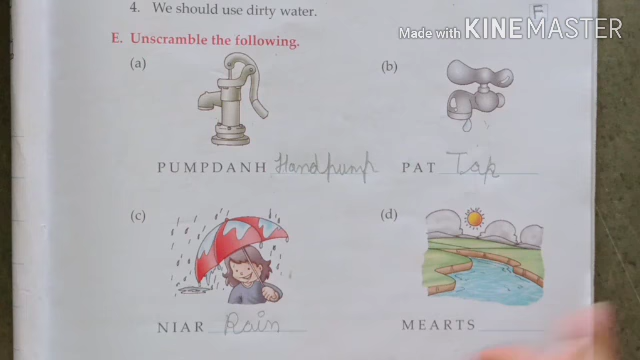 4. We should use dirty water. F
Made with KINEMASTER
E. Unscramble the following.
(a) (b)
PUMPDANH Handpump PAT Tap
(c) (d)
NIAR Rain MEARTS